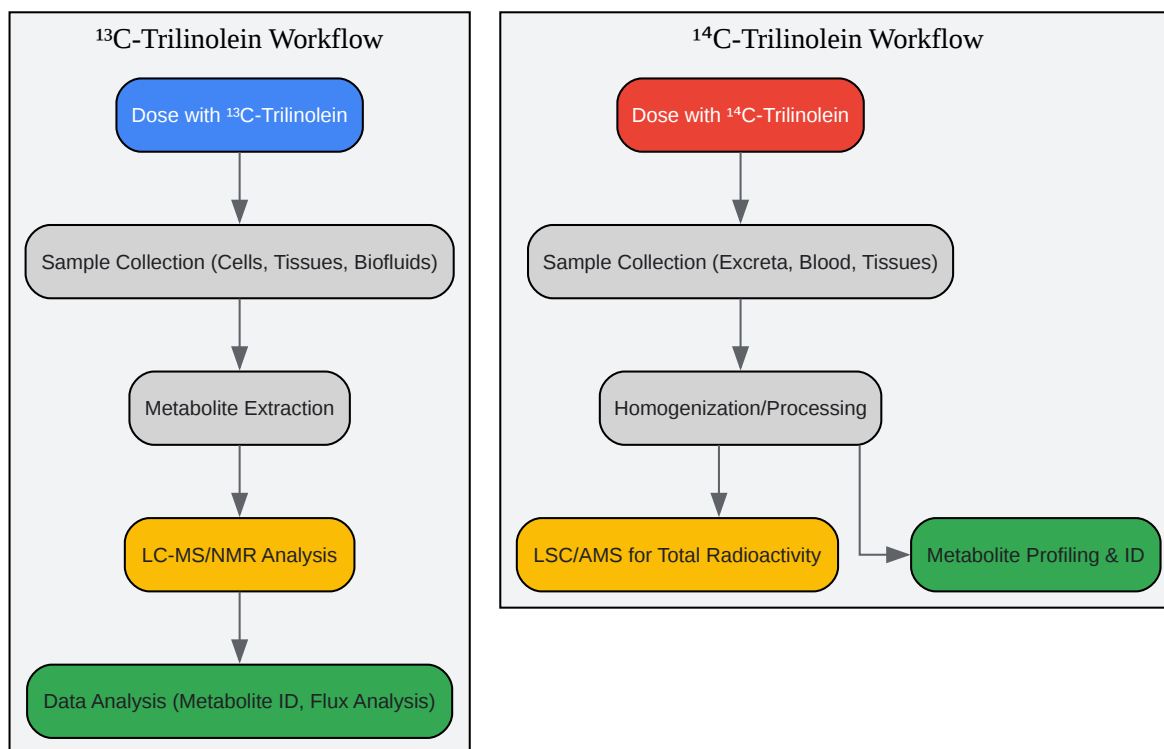 ¹³C-Trilinolein Workflow
Dose with ¹³C-Trilinolein
Sample Collection (Cells, Tissues, Biofluids)
Metabolite Extraction
LC-MS/NMR Analysis
Data Analysis (Metabolite ID, Flux Analysis)
¹⁴C-Trilinolein Workflow
Dose with ¹⁴C-Trilinolein
Sample Collection (Excreta, Blood, Tissues)
Homogenization/Processing
LSC/AMS for Total Radioactivity
Metabolite Profiling & ID